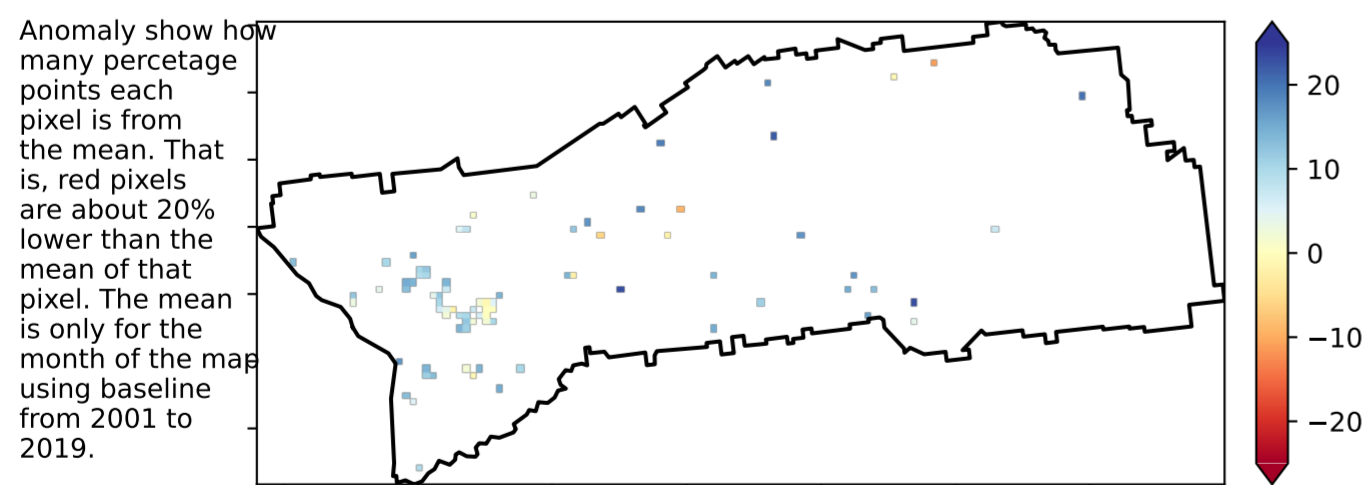 Anomaly show how
many percetage
points each
pixel is from
the mean. That
is, red pixels
are about 20%
lower than the
mean of that
pixel. The mean
is only for the
month of the map
using baseline
from 2001 to
2019.
20
10
0
−10
−20